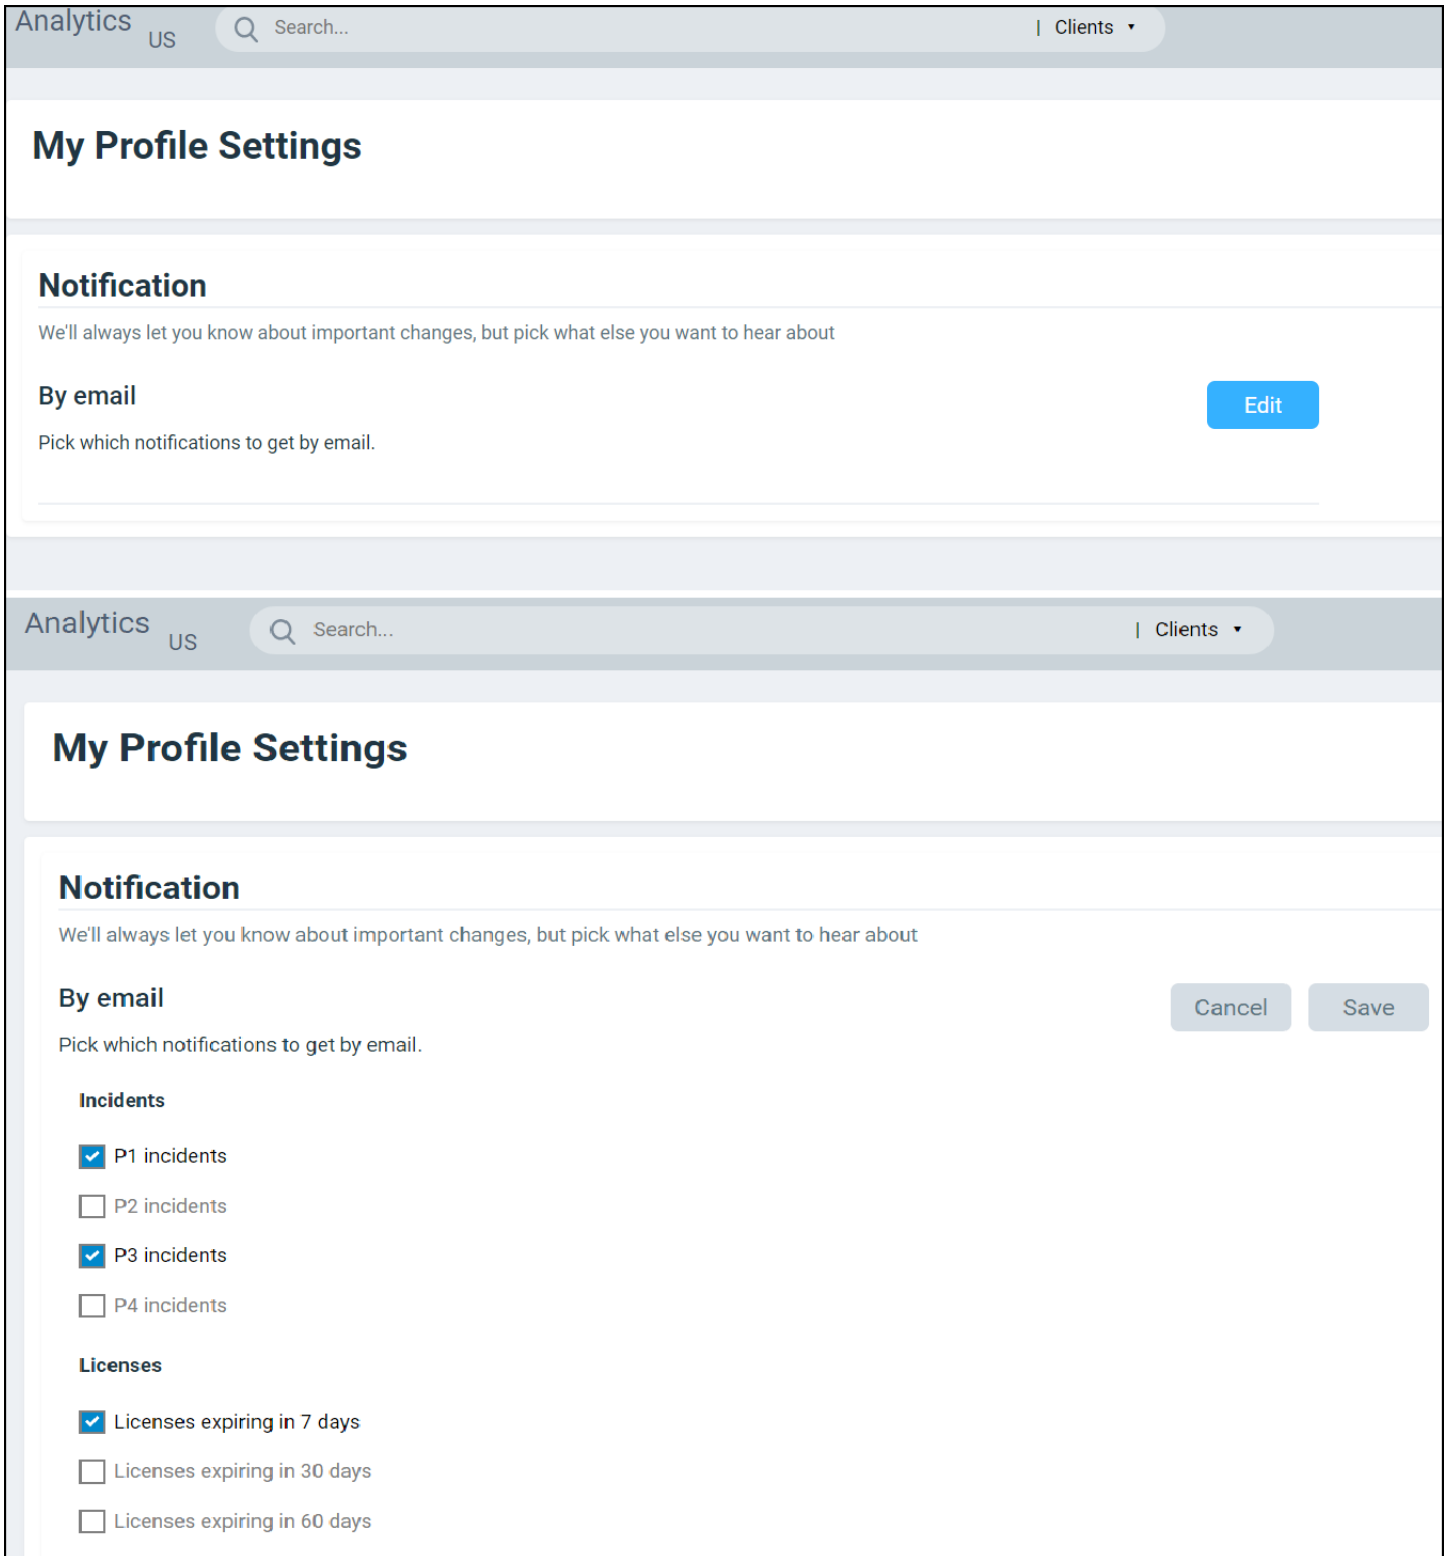 Analytics US Search... | Clients
My Profile Settings
Notification
We'll always let you know about important changes, but pick what else you want to hear about
By email Edit
Pick which notifications to get by email.
Analytics US Search... | Clients
My Profile Settings
Notification
We'll always let you know about important changes, but pick what else you want to hear about
By email Cancel Save
Pick which notifications to get by email.
Incidents
P1 incidents
P2 incidents
P3 incidents
P4 incidents
Licenses
Licenses expiring in 7 days
Licenses expiring in 30 days
Licenses expiring in 60 days